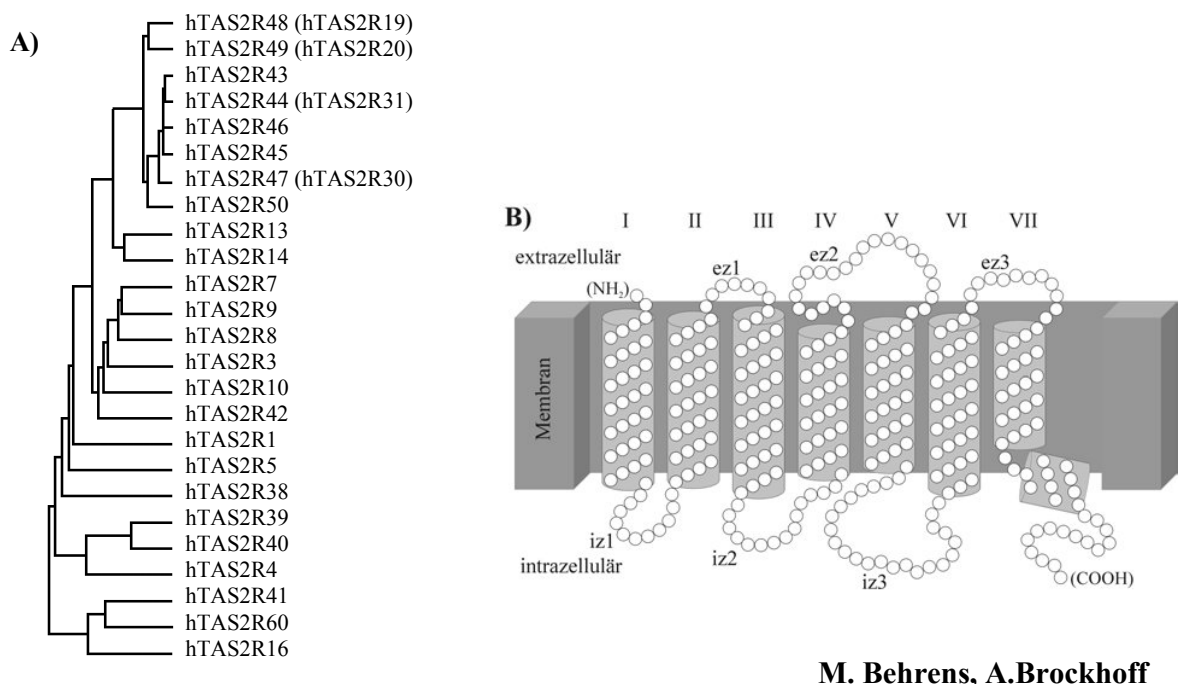 A)
hTAS2R48 (hTAS2R19)
hTAS2R49 (hTAS2R20)
hTAS2R43
hTAS2R44 (hTAS2R31)
hTAS2R46
hTAS2R45
hTAS2R47 (hTAS2R30)
hTAS2R50
hTAS2R13
hTAS2R14
hTAS2R7
hTAS2R9
hTAS2R8
hTAS2R3
hTAS2R10
hTAS2R42
hTAS2R1
hTAS2R5
hTAS2R38
hTAS2R39
hTAS2R40
hTAS2R4
hTAS2R41
hTAS2R60
hTAS2R16
B) I II III IV V VI VII
extrazellulär
ez1 ez2 ez3
(NH₂)
Membran
iz1 iz2 iz3
intrazellulär
(COOH)
M. Behrens, A.Brockhoff